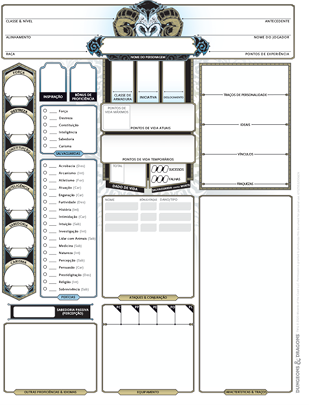 CLASSE & NÍVEL
ANTECEDENTE
ALINHAMENTO
NOME DO JOGADOR
RAÇA
PONTOS DE EXPERIÊNCIA
NOME DO PERSONAGEM
FORÇA
DESTREZA
CONSTITUIÇÃO
INTELIGÊNCIA
SABEDORIA
CARISMA
INSPIRAÇÃO
BÔNUS DE
PROFICIÊNCIA
Força
Destreza
Constituição
Inteligência
Sabedoria
Carisma
SALVAGUARDAS
Acrobacia (Des)
Arcanismo (Int)
Atletismo (For)
Atuação (Car)
Enganação (Car)
Furtividade (Des)
História (Int)
Intimidação (Car)
Intuição (Sab)
Investigação (Int)
Lidar com Animais (Sab)
Medicina (Sab)
Natureza (Int)
Percepção (Sab)
Persuasão (Car)
Prestidigitação (Des)
Religião (Int)
Sobrevivência (Sab)
PERÍCIAS
SABEDORIA PASSIVA
(PERCEPÇÃO)
OUTRAS PROFICIÊNCIAS & IDIOMAS
CLASSE DE
ARMADURA
INICIATIVA
DESLOCAMENTO
PONTOS DE
VIDA MÁXIMOS
PONTOS DE VIDA ATUAIS
PONTOS DE VIDA TEMPORÁRIOS
TOTAL
SUCESSOS
FALHAS
DADO DE VIDA
NOME
DANO/TIPO
ATAQUES & CONJURAÇÃO
EQUIPAMENTO
TRAÇOS DE PERSONALIDADE
IDEAIS
VÍNCULOS
FRAQUEZAS
CARACTERÍSTICAS & TRAÇOS
DUNGEONS & DRAGONS